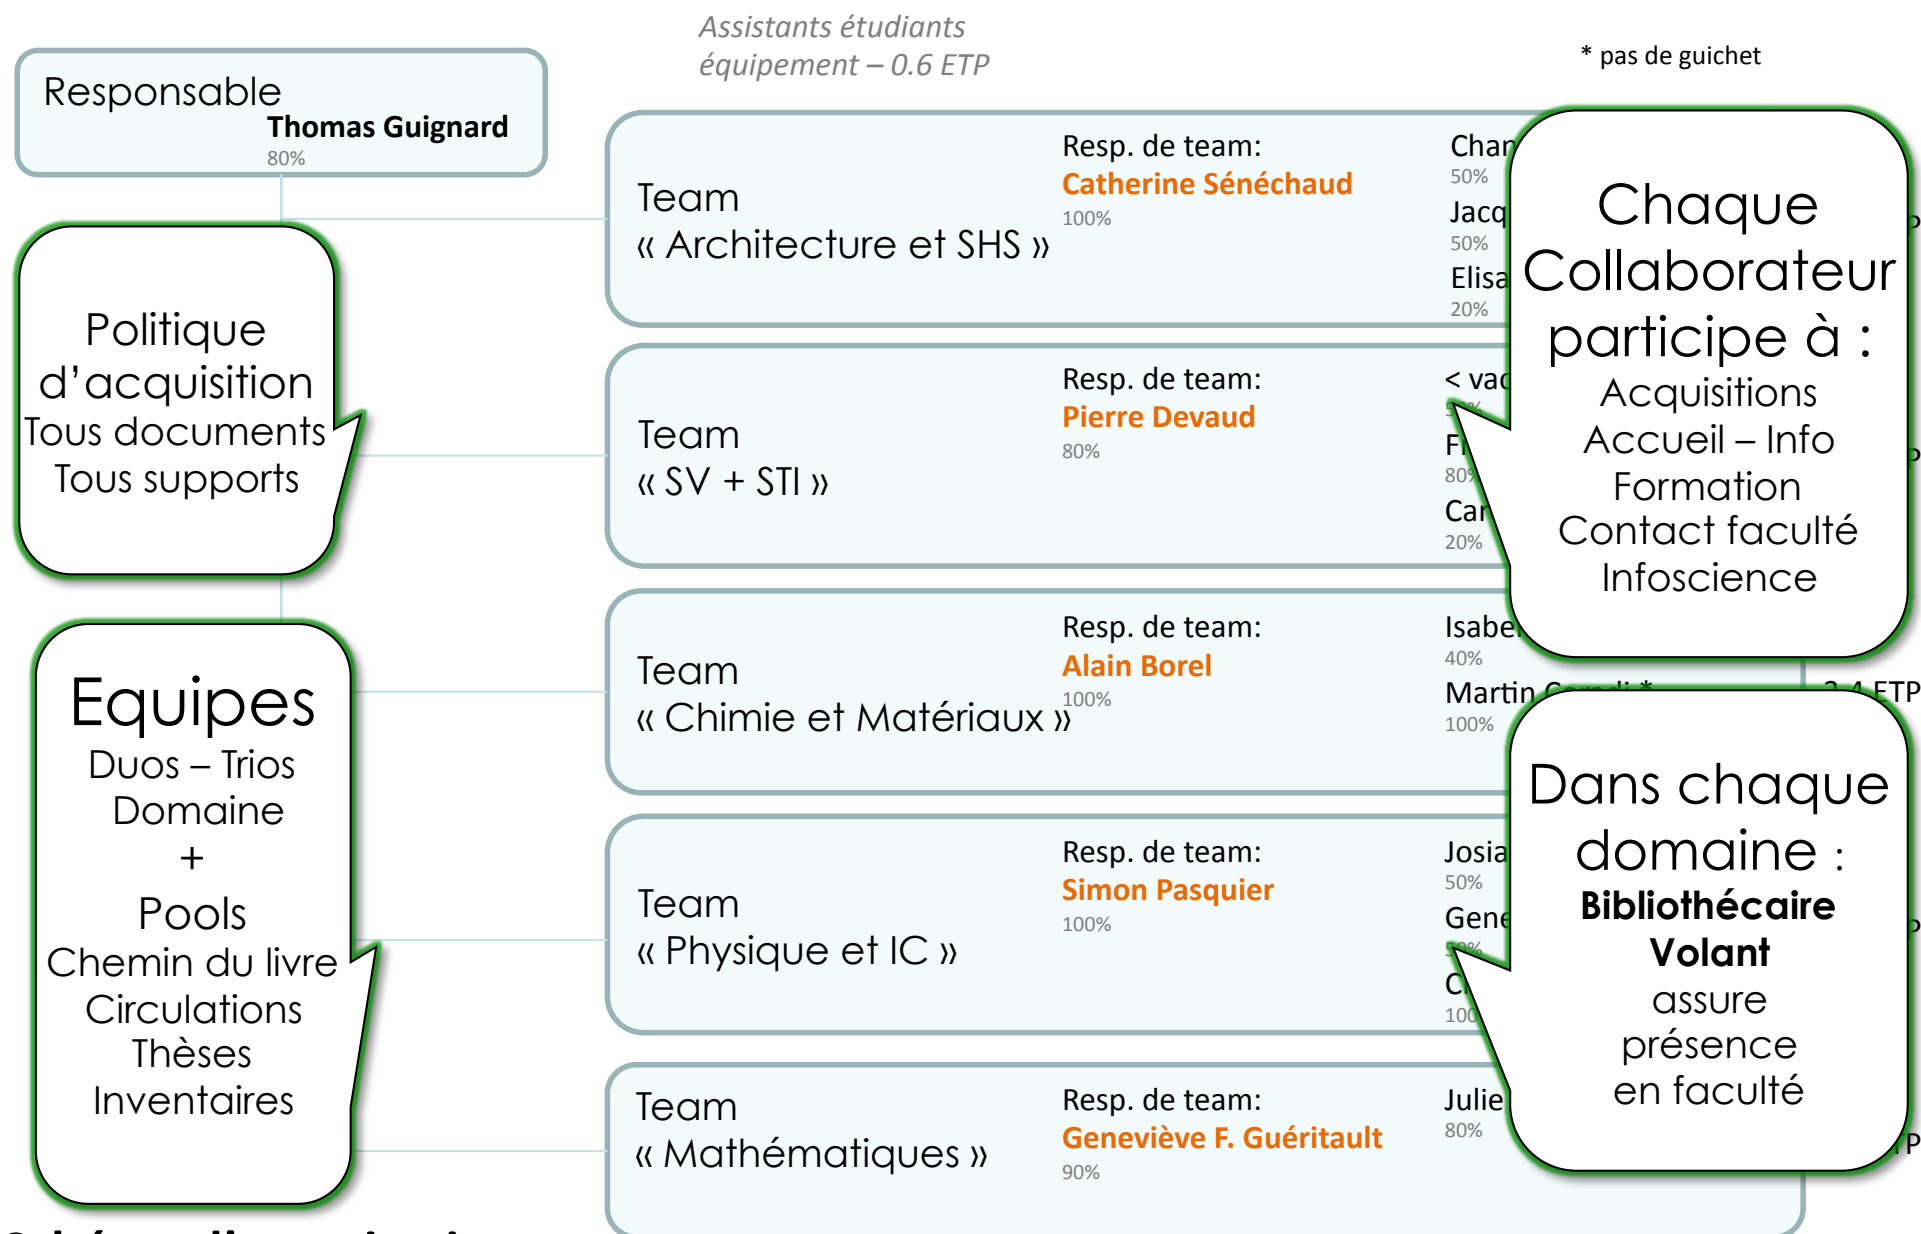 Assistants étudiants
équipement – 0.6 ETP
* pas de guichet
Responsable
Thomas Guignard
80%
Politique
d'acquisition
Tous documents
Tous supports
Equipes
Duos – Trios
Domaine
+
Pools
Chemin du livre
Circulations
Thèses
Inventaires
Team
« Architecture et SHS »
Resp. de team:
Catherine Sénéchaud
100%
50%
50%
20%
Team
« SV + STI »
Resp. de team:
Pierre Devaud
80%
20%
Team
« Chimie et Matériaux »
Resp. de team:
Alain Borel
100%
40%
Martin
100%
ETP
Team
« Physique et IC »
Resp. de team:
Simon Pasquier
100%
50%
Team
« Mathématiques »
Resp. de team:
Geneviève F. Guéritault
90%
Julie
80%
Chaque
Collaborateur
participe à :
Acquisitions
Accueil – Info
Formation
Contact faculté
Infoscience
Dans chaque
domaine :
Bibliothécaire
Volant
assure
présence
en faculté